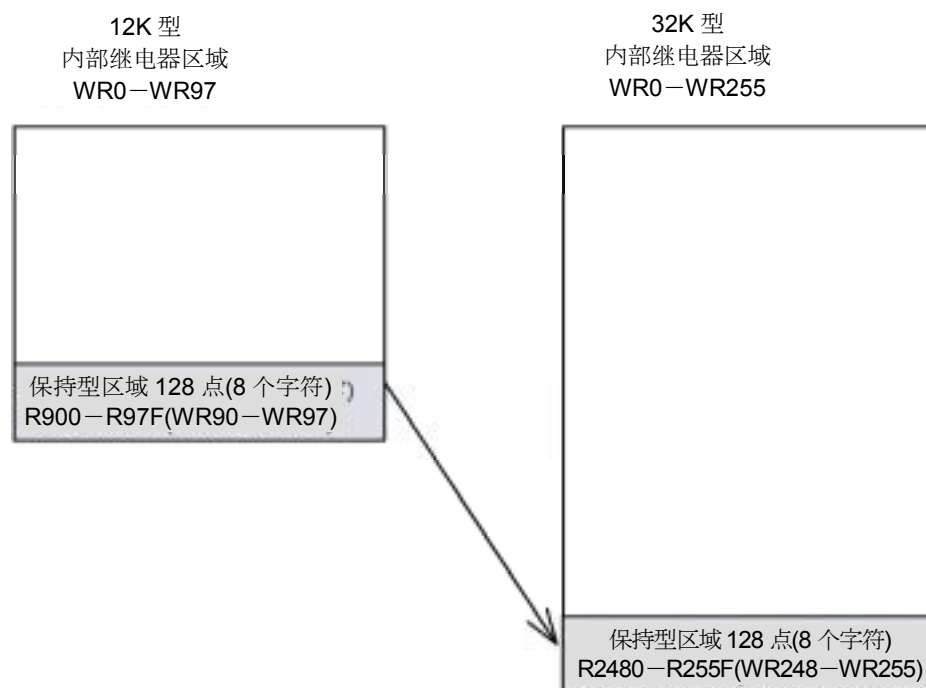 12K 型
内部继电器区域
WR0－WR97
32K 型
内部继电器区域
WR0－WR255
保持型区域 128 点(8 个字符)
R900－R97F(WR90－WR97)
保持型区域 128 点(8 个字符)
R2480－R255F(WR248－WR255)